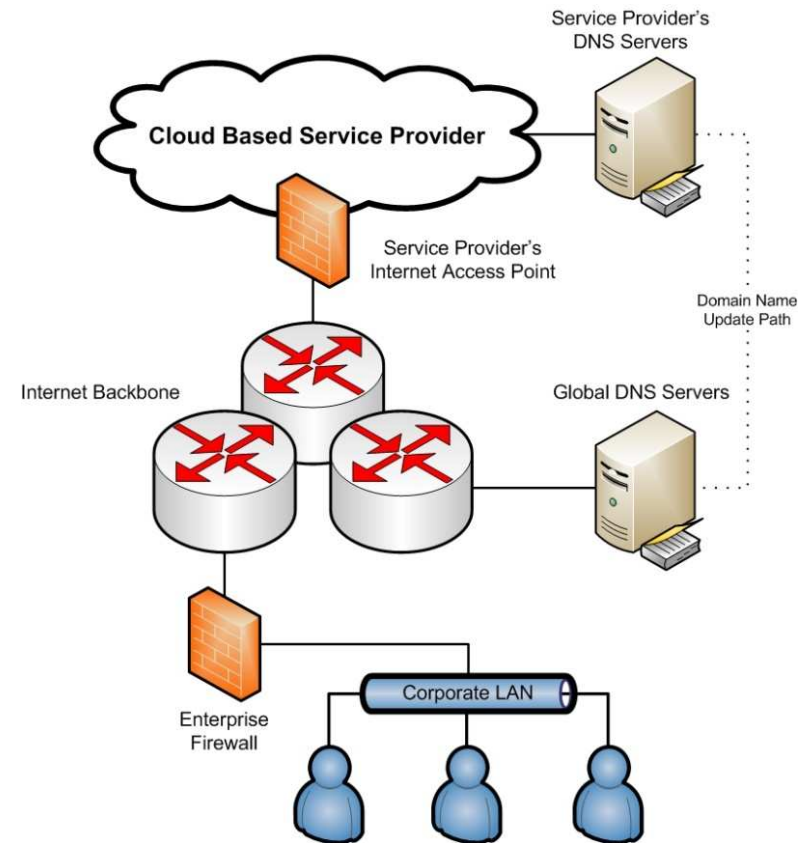 Service Provider's
DNS Servers
Cloud Based Service Provider
Service Provider's
Internet Access Point
Domain Name
Update Path
Internet Backbone
Global DNS Servers
Corporate LAN
Enterprise
Firewall